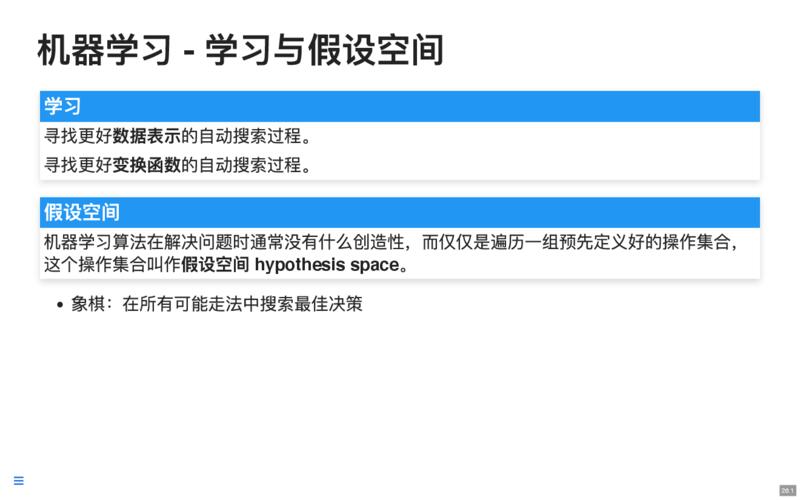 机器学习 - 学习与假设空间
学习
寻找更好数据表示的自动搜索过程。
寻找更好变换函数的自动搜索过程。
假设空间
机器学习算法在解决问题时通常没有什么创造性，而仅仅是遍历一组预先定义好的操作集合，
这个操作集合叫作假设空间 hypothesis space。
• 象棋：在所有可能走法中搜索最佳决策
26.1